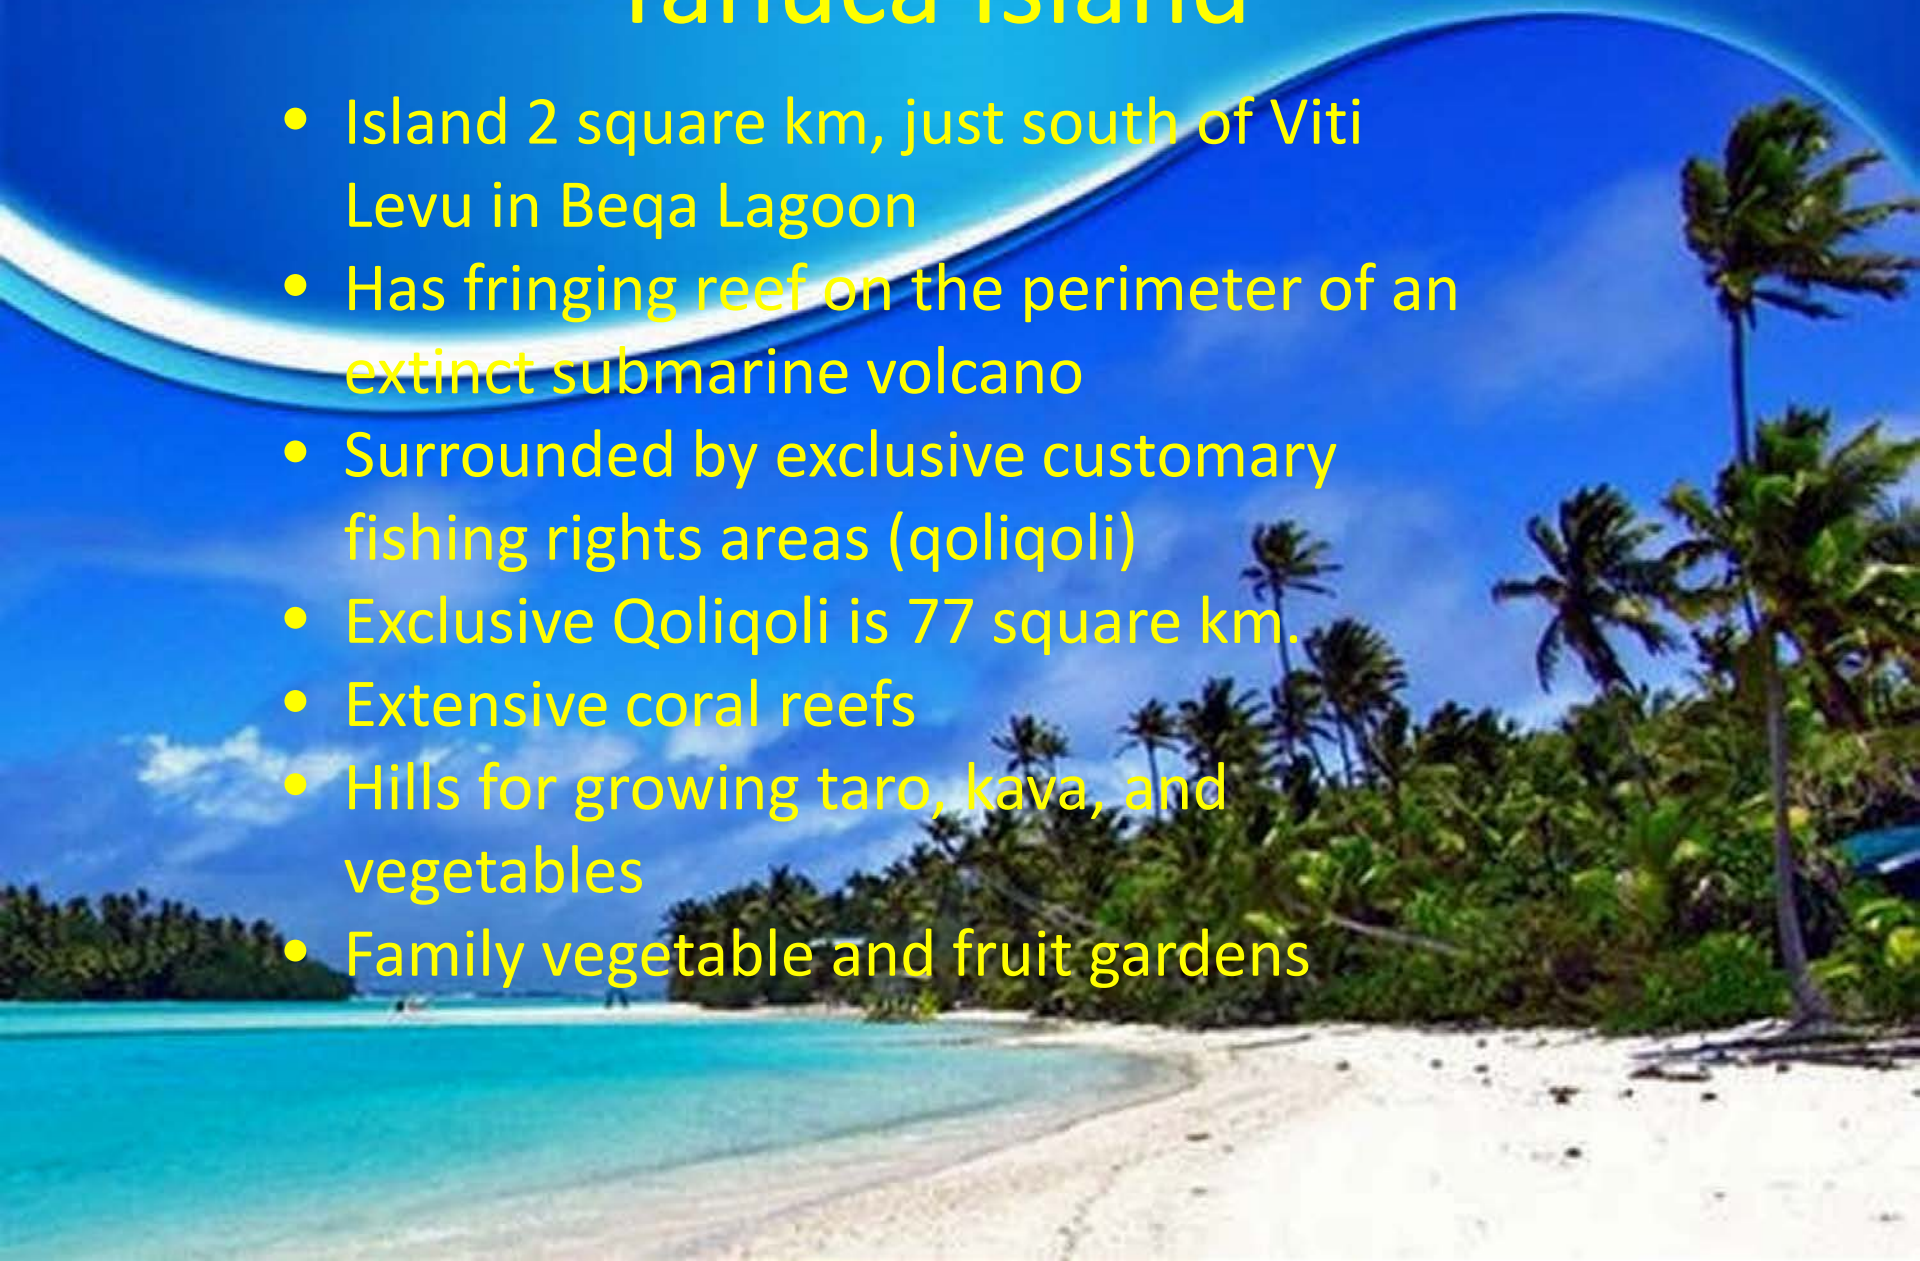 Yanuca Island
• Island 2 square km, just south of Viti
Levu in Beqa Lagoon
• Has fringing reef on the perimeter of an
extinct submarine volcano
• Surrounded by exclusive customary
fishing rights areas (qoliqoli)
• Exclusive Qoliqoli is 77 square km.
• Extensive coral reefs
• Hills for growing taro, kava, and
vegetables
• Family vegetable and fruit gardens